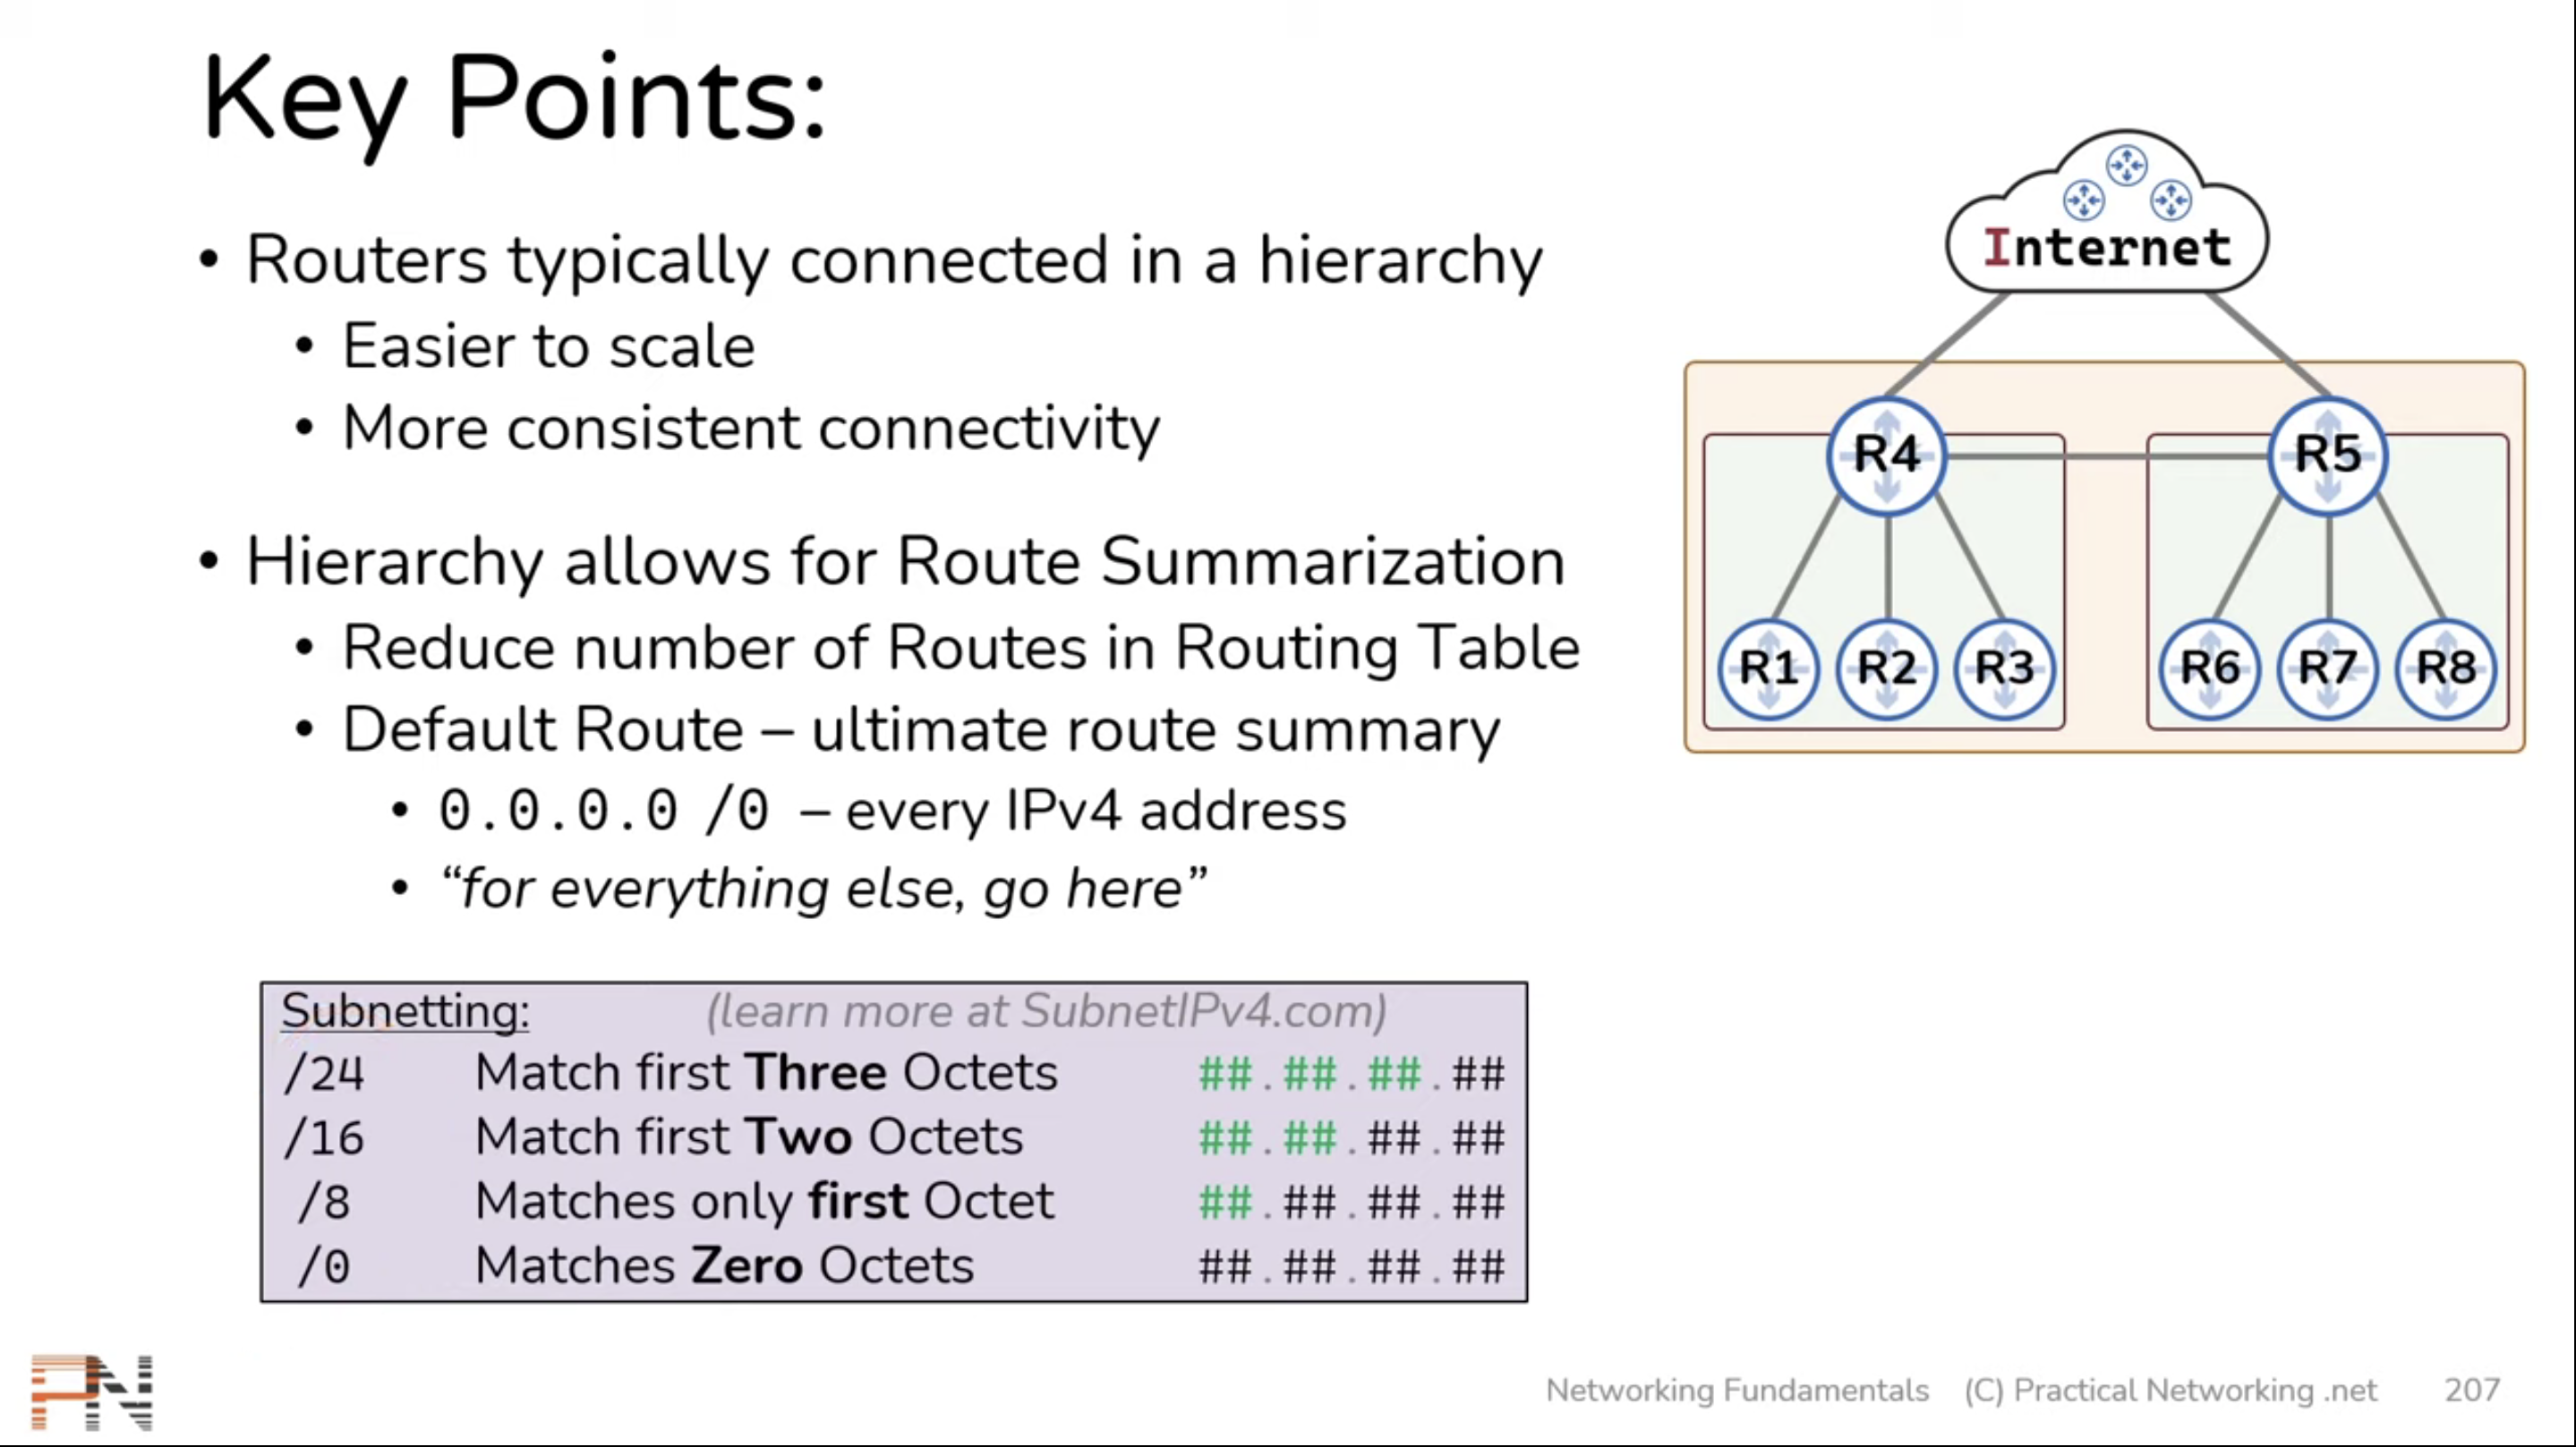 Key Points:
• Routers typically connected in a hierarchy
• Easier to scale
• More consistent connectivity
• Hierarchy allows for Route Summarization
• Reduce number of Routes in Routing Table
• Default Route – ultimate route summary
• 0.0.0.0 /0 – every IPv4 address
• “for everything else, go here”
Internet
R4 R5
R1 R2 R3 R6 R7 R8
Subnetting: (learn more at SubnetIPv4.com)
/24 Match first Three Octets ##.##.##.##
/16 Match first Two Octets ##.##.##.##
/8 Matches only first Octet ##.##.##.##
/0 Matches Zero Octets ##.##.##.##
PN
Networking Fundamentals (C) Practical Networking .net 207